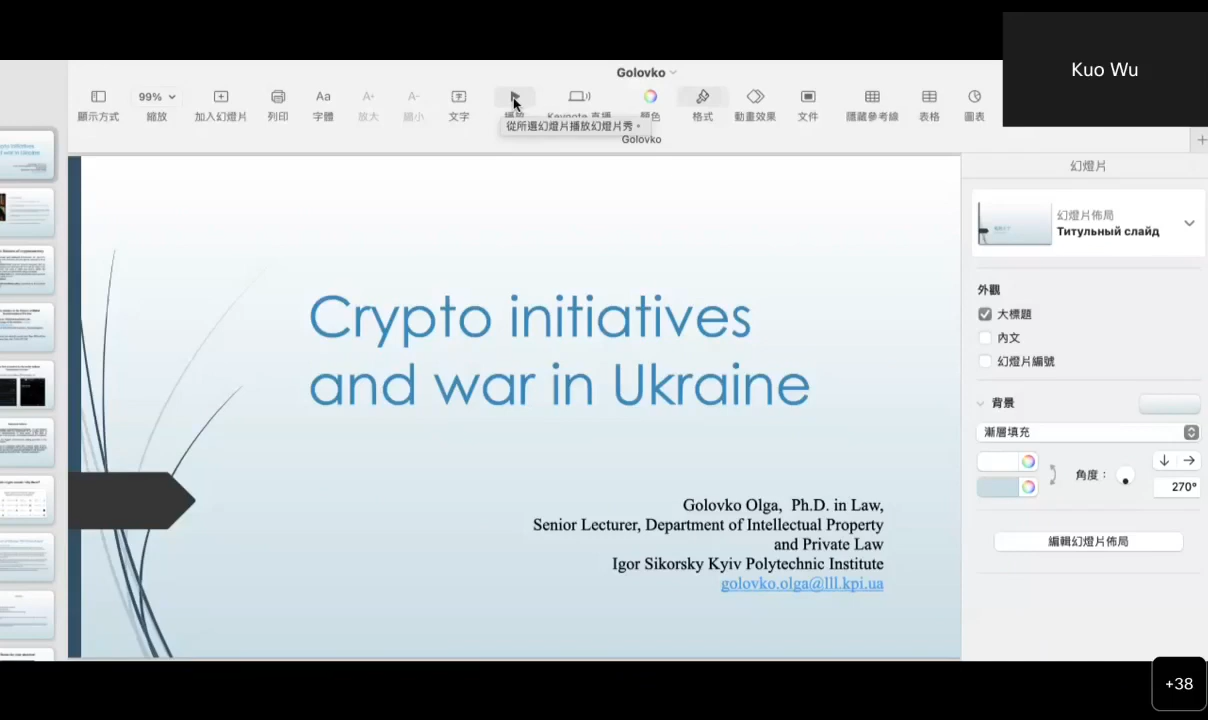 Kuo Wu
Golovko
99%
顯示方式
縮放
加入幻燈片
列印
Aa
字體
放大
縮小
文字
Keynote 直播
顏色
格式
動畫效果
文件
隱藏參考線
表格
圖表
從所選幻燈片播放幻燈片秀。
Golovko
Crypto initiatives
and war in Ukraine
Golovko Olga, Ph.D. in Law,
Senior Lecturer, Department of Intellectual Property
and Private Law
Igor Sikorsky Kyiv Polytechnic Institute
golovko.olga@lll.kpi.ua
幻燈片
幻燈片佈局
Титульный слайд
外觀
大標題
內文
幻燈片編號
背景
漸層填充
角度：
270°
編輯幻燈片佈局
+38